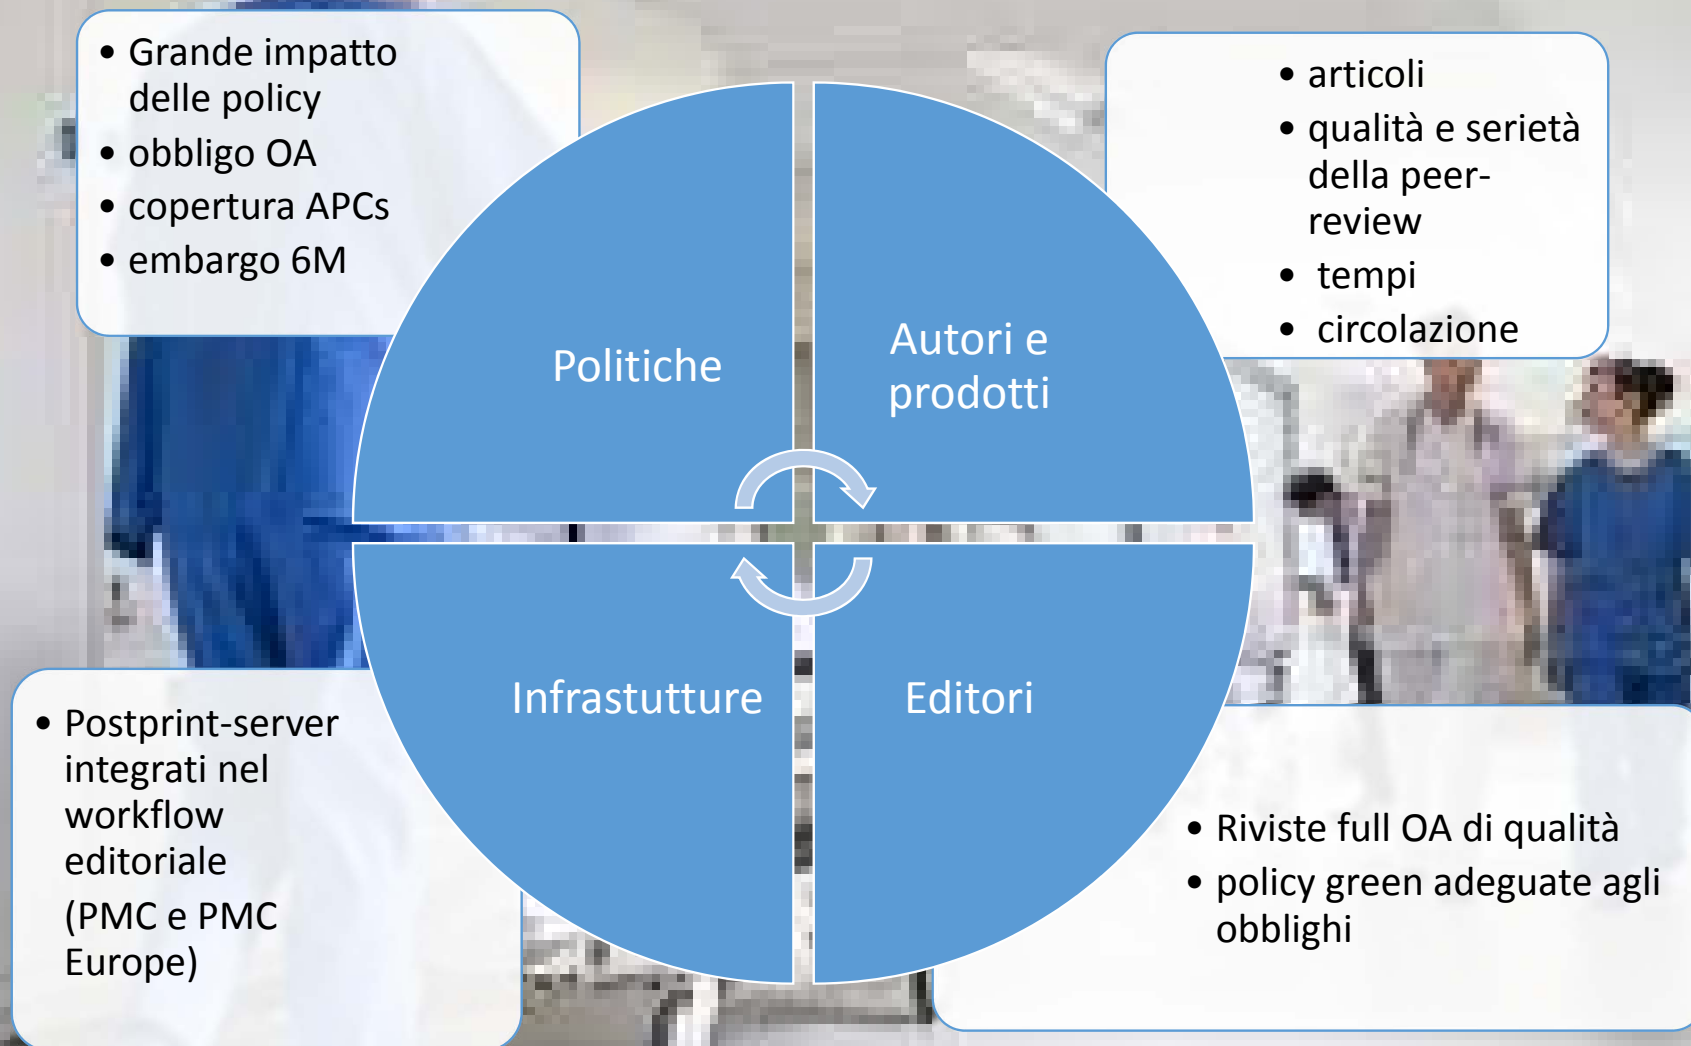 • Grande impatto
delle policy
• obbligo OA
• copertura APCs
• embargo 6M
• articoli
• qualità e serietà
della peer-
review
• tempi
• circolazione
Politiche
Autori e
prodotti
Infrastutture
Editori
• Postprint-server
integrati nel
workflow
editoriale
(PMC e PMC
Europe)
• Riviste full OA di qualità
• policy green adeguate agli
obblighi